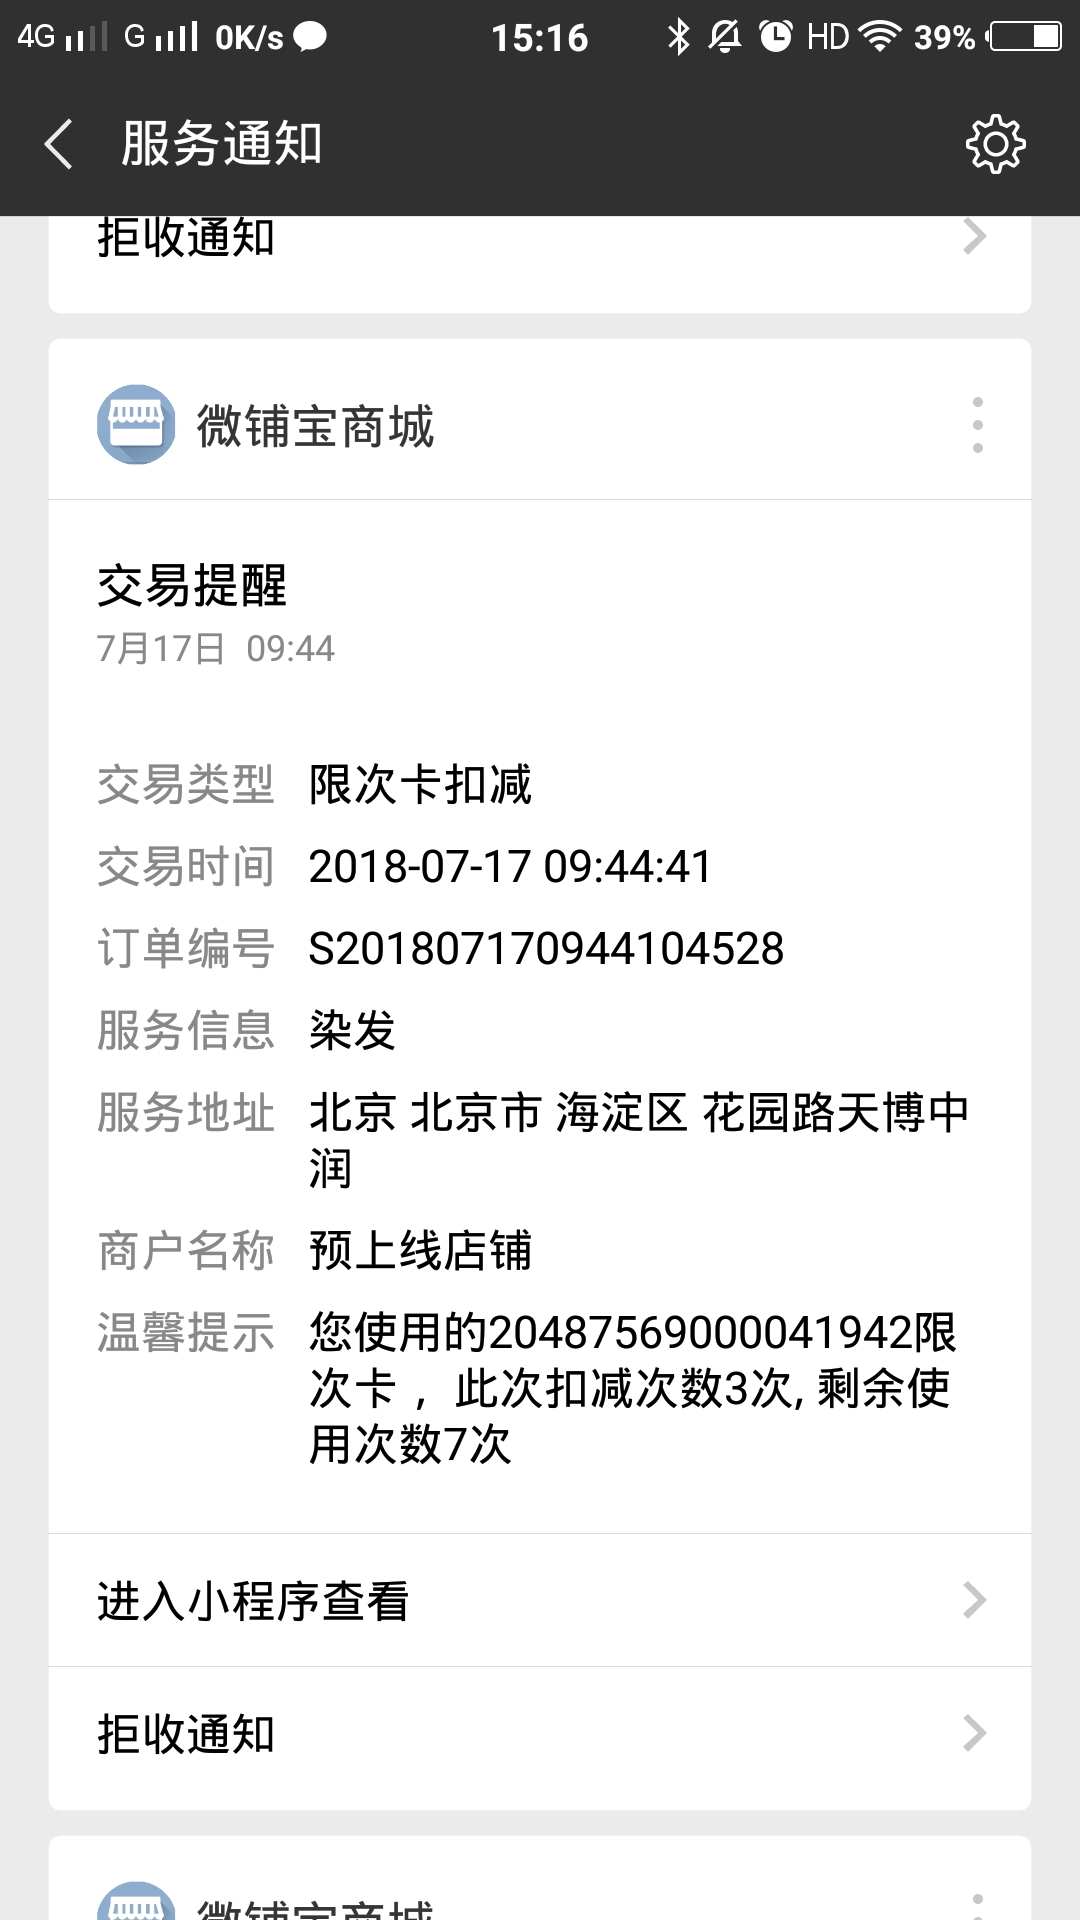 4G G 0K/s 15:16 HD 39%
服务通知
拒收通知
微铺宝商城
交易提醒
7月17日 09:44
交易类型 限次卡扣减
交易时间 2018-07-17 09:44:41
订单编号 S201807170944104528
服务信息 染发
服务地址 北京 北京市 海淀区 花园路天博中
润
商户名称 预上线店铺
温馨提示 您使用的20487569000041942限
次卡 ，此次扣减次数3次, 剩余使
用次数7次
进入小程序查看
拒收通知
微铺宝商城